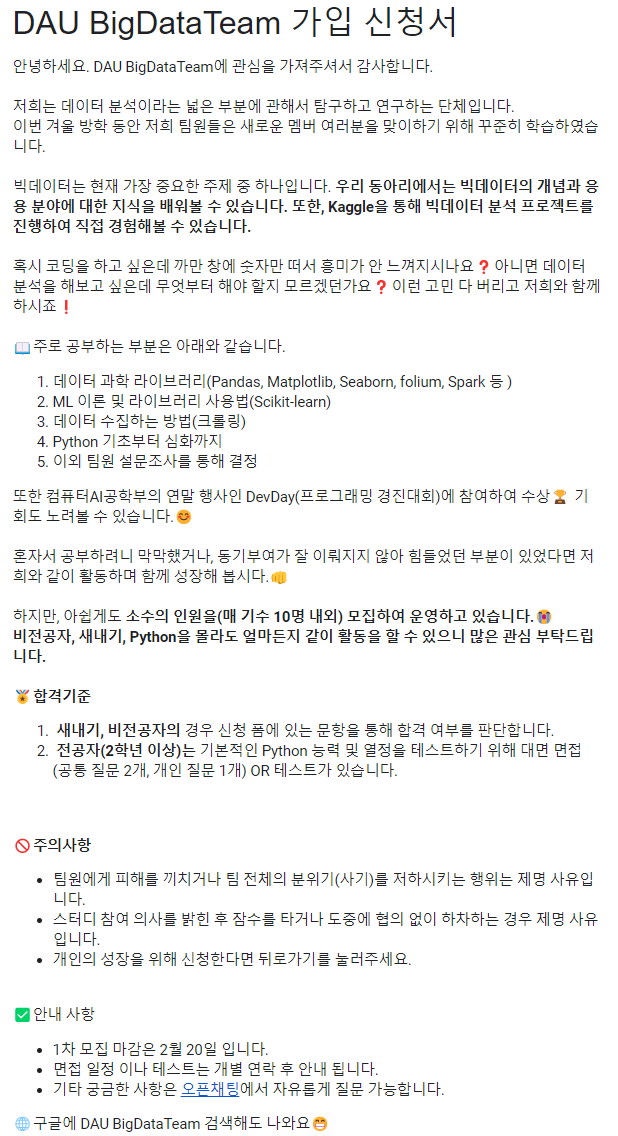 DAU BigDataTeam 가입 신청서
안녕하세요. DAU BigDataTeam에 관심을 가져주셔서 감사합니다.
저희는 데이터 분석이라는 넓은 부분에 관해서 탐구하고 연구하는 단체입니다.
이번 겨울 방학 동안 저희 팀원들은 새로운 멤버 여러분을 맞이하기 위해 꾸준히 학습하였습
니다.
빅데이터는 현재 가장 중요한 주제 중 하나입니다. 우리 동아리에서는 빅데이터의 개념과 응
용 분야에 대한 지식을 배워볼 수 있습니다. 또한, Kaggle을 통해 빅데이터 분석 프로젝트를
진행하여 직접 경험해볼 수 있습니다.
혹시 코딩을 하고 싶은데 까만 창에 숫자만 떠서 흥미가 안 느껴지시나요❓ 아니면 데이터
분석을 해보고 싶은데 무엇부터 해야 할지 모르겠던가요❓ 이런 고민 다 버리고 저희와 함께
하시죠❗
📖 주로 공부하는 부분은 아래와 같습니다.
1. 데이터 과학 라이브러리(Pandas, Matplotlib, Seaborn, folium, Spark 등 )
2. ML 이론 및 라이브러리 사용법(Scikit-learn)
3. 데이터 수집하는 방법(크롤링)
4. Python 기초부터 심화까지
5. 이외 팀원 설문조사를 통해 결정
또한 컴퓨터AI공학부의 연말 행사인 DevDay(프로그래밍 경진대회)에 참여하여 수상🏆 기
회도 노려볼 수 있습니다.😊
혼자서 공부하려니 막막했거나, 동기부여가 잘 이뤄지지 않아 힘들었던 부분이 있었다면 저
희와 같이 활동하며 함께 성장해 봅시다.👊
하지만, 아쉽게도 소수의 인원을(매 기수 10명 내외) 모집하여 운영하고 있습니다.😭
비전공자, 새내기, Python을 몰라도 얼마든지 같이 활동을 할 수 있으니 많은 관심 부탁드립
니다.
🏅합격기준
1. 새내기, 비전공자의 경우 신청 폼에 있는 문항을 통해 합격 여부를 판단합니다.
2. 전공자(2학년 이상)는 기본적인 Python 능력 및 열정을 테스트하기 위해 대면 면접
(공통 질문 2개, 개인 질문 1개) OR 테스트가 있습니다.
🚫주의사항
• 팀원에게 피해를 끼치거나 팀 전체의 분위기(사기)를 저하시키는 행위는 제명 사유입니
다.
• 스터디 참여 의사를 밝힌 후 잠수를 타거나 도중에 협의 없이 하차하는 경우 제명 사유
입니다.
• 개인의 성장을 위해 신청한다면 뒤로가기를 눌러주세요.
✅안내 사항
• 1차 모집 마감은 2월 20일 입니다.
• 면접 일정 이나 테스트는 개별 연락 후 안내 됩니다.
• 기타 궁금한 사항은 오픈채팅에서 자유롭게 질문 가능합니다.
🌐 구글에 DAU BigDataTeam 검색해도 나와요😁